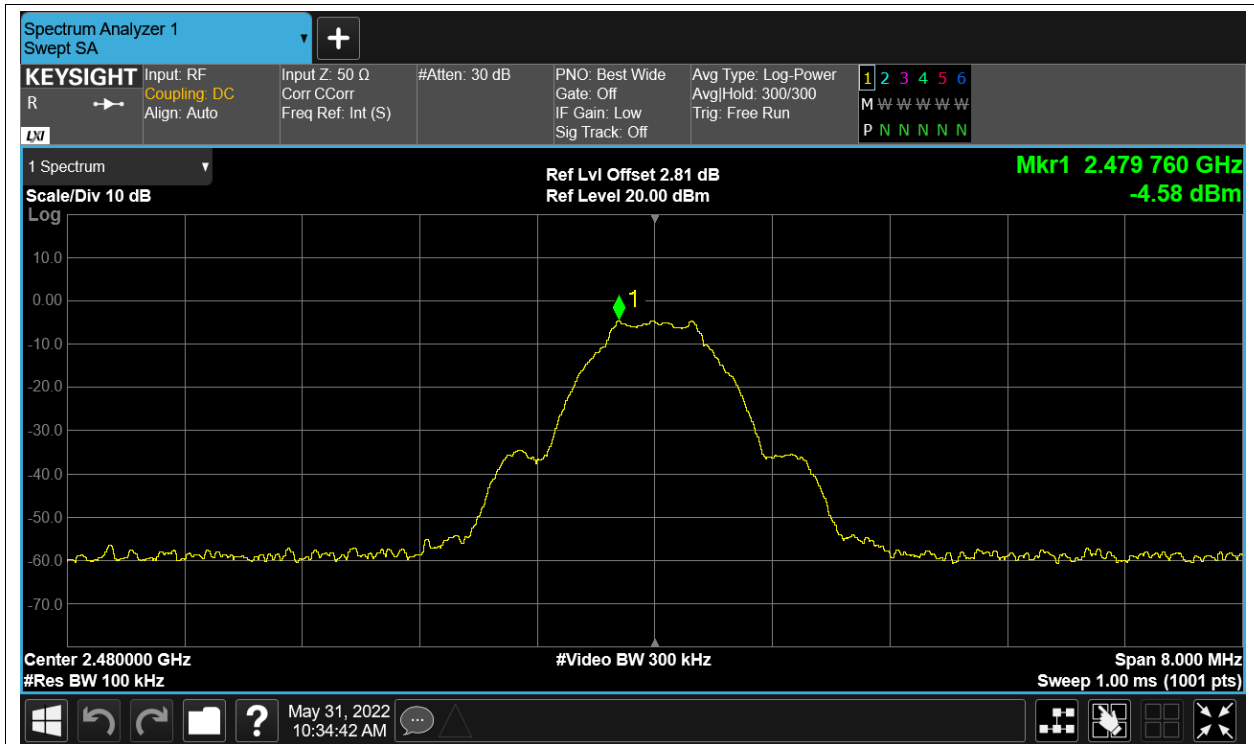 Spectrum Analyzer 1
Swept SA
+
KEYSIGHT
R
LXI
Input: RF
Coupling: DC
Align: Auto
Input Z: 50 Ω
Corr CCorr
Freq Ref: Int (S)
#Atten: 30 dB
PNO: Best Wide
Gate: Off
IF Gain: Low
Sig Track: Off
Avg Type: Log-Power
Avg|Hold: 300/300
Trig: Free Run
1 2 3 4 5 6
M W W W W W
P N N N N N
1 Spectrum
Scale/Div 10 dB
Log
Ref Lvl Offset 2.81 dB
Ref Level 20.00 dBm
Mkr1 2.479 760 GHz
-4.58 dBm
10.0
0.00
-10.0
-20.0
-30.0
-40.0
-50.0
-60.0
-70.0
1
Center 2.480000 GHz
#Res BW 100 kHz
#Video BW 300 kHz
Span 8.000 MHz
Sweep 1.00 ms (1001 pts)
?
May 31, 2022
10:34:42 AM